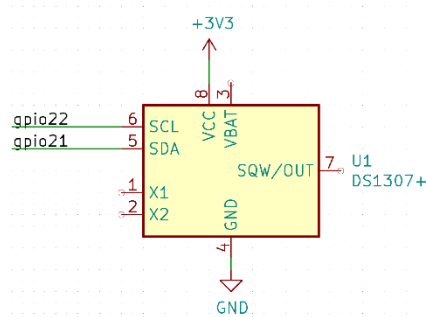 +3V3
8 3
gpio22 6 SCL VCC VBAT
gpio21 5 SDA
SQW/OUT 7 U1
DS1307+
1 X1
2 X2
GND
4
GND